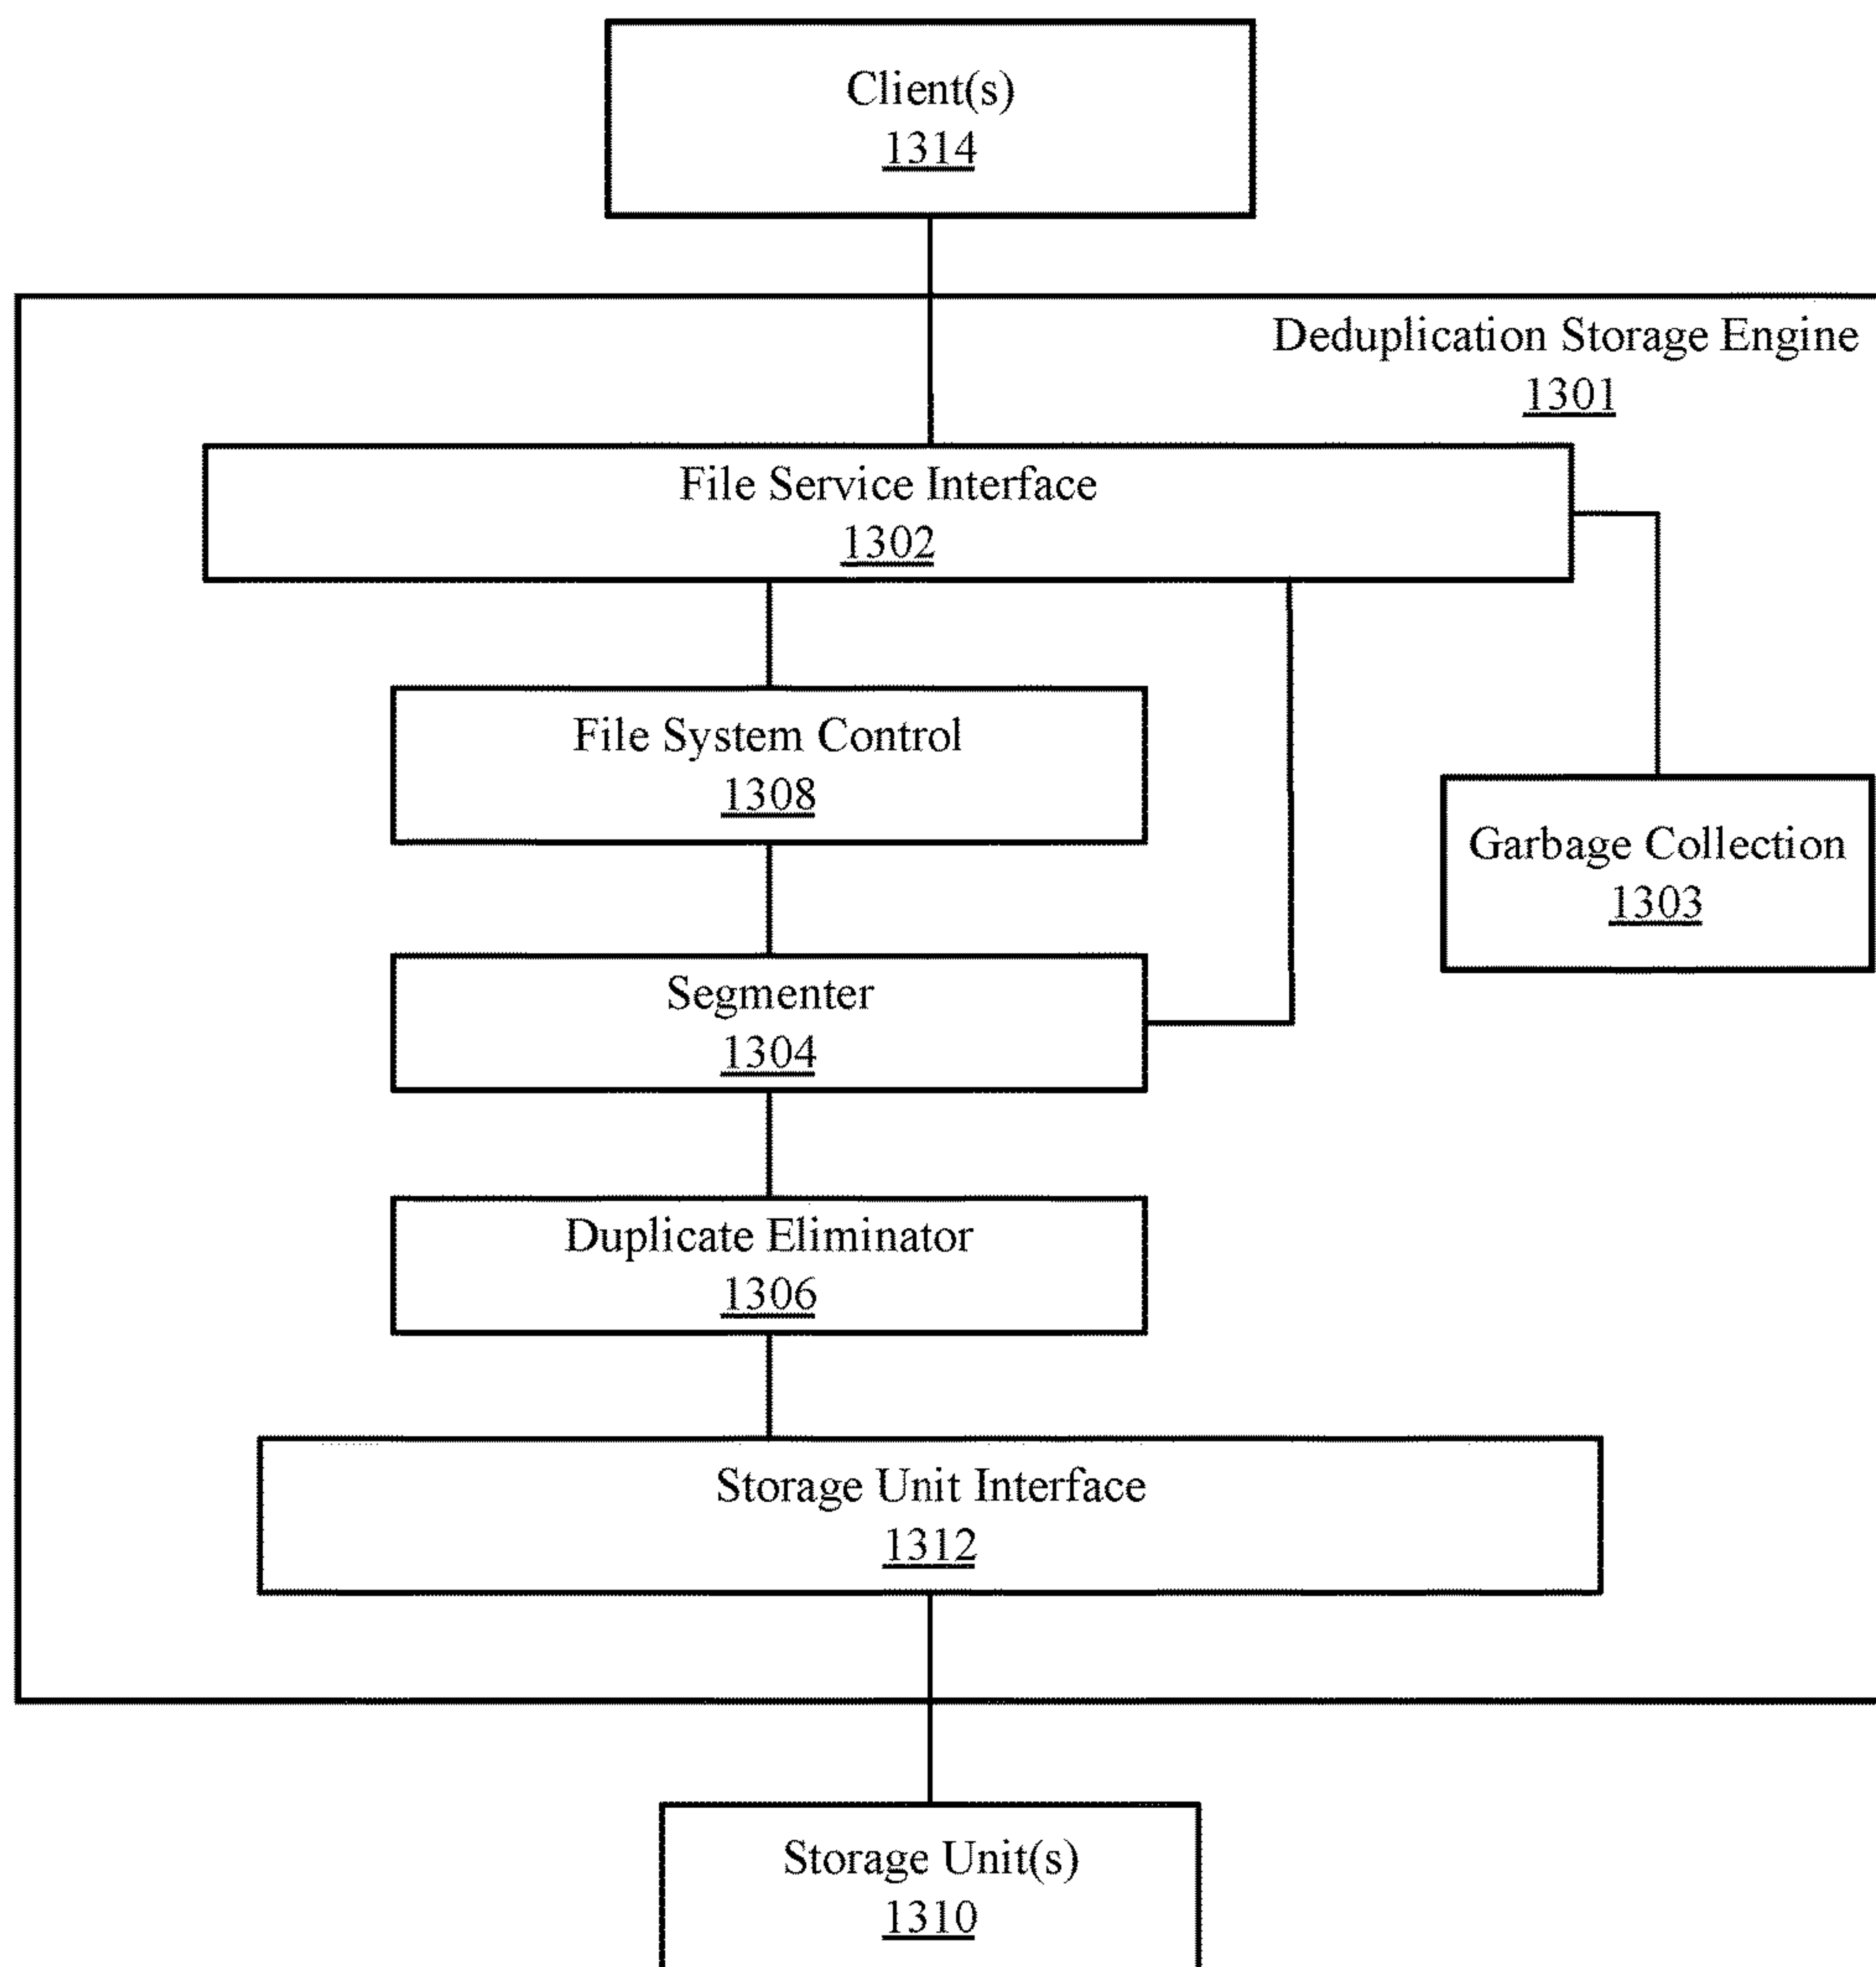 Client(s)
1314
Deduplication Storage Engine
1301
File Service Interface
1302
File System Control
1308
Garbage Collection
1303
Segmenter
1304
Duplicate Eliminator
1306
Storage Unit Interface
1312
Storage Unit(s)
1310